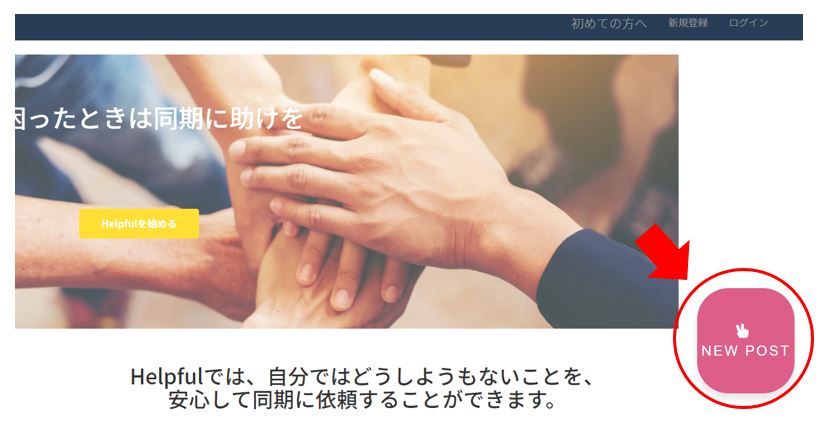 初めての方へ 新規登録 ログイン
困ったときは同期に助けを
Helpfulを始める
NEW POST
Helpfulでは、自分ではどうしようもないことを、
安心して同期に依頼することができます。